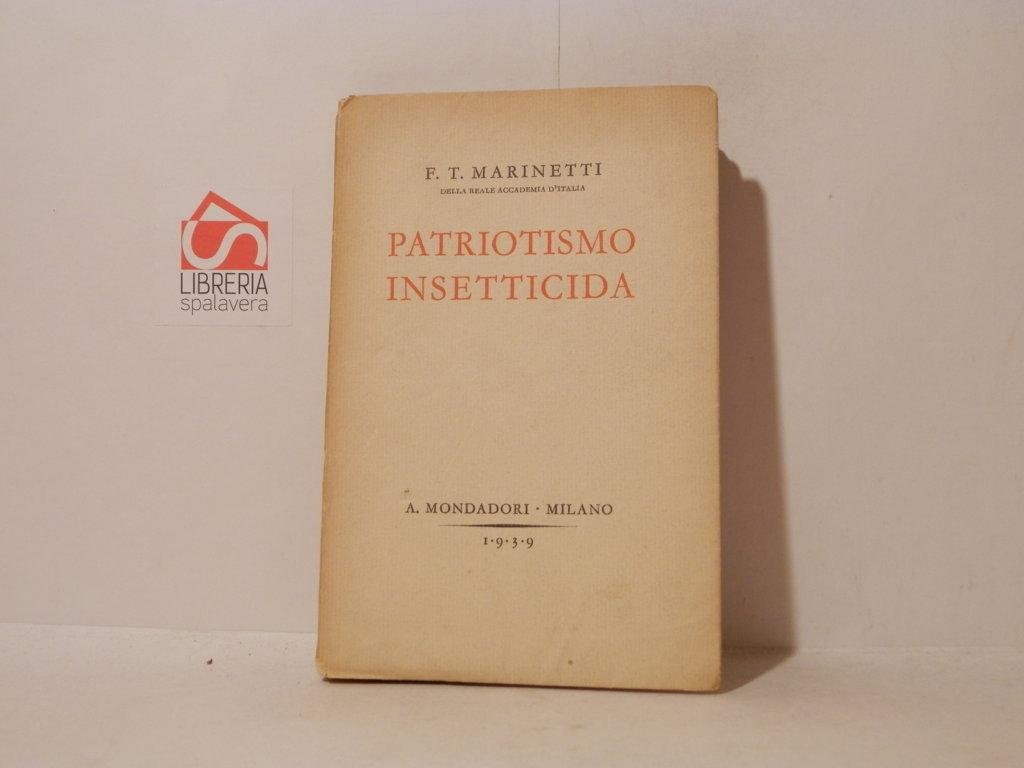 F. T. MARINETTI
DELLA REALE ACCADEMIA D'ITALIA
PATRIOTISMO
INSETTICIDA
A. MONDADORI · MILANO
1·9·3·9
LIBRERIA
spalavera